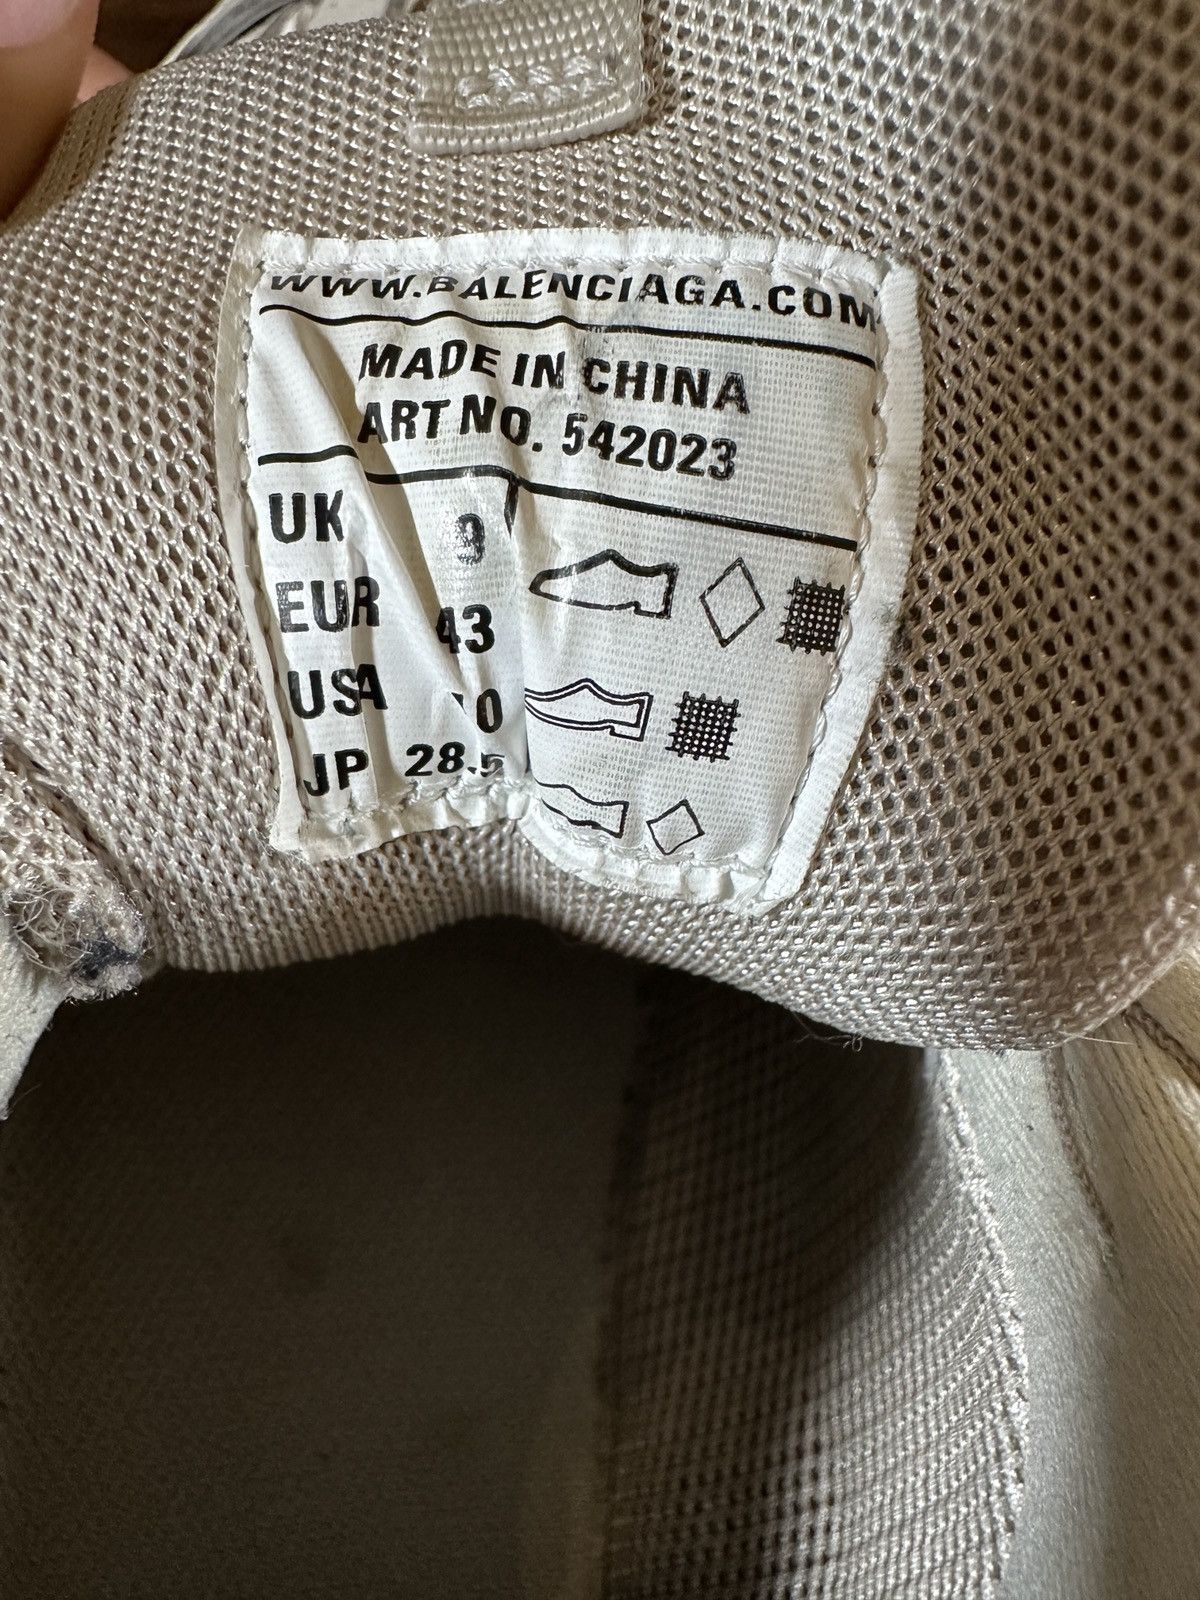 WWW.BALENCIAGA.COM
MADE IN CHINA
ART NO. 542023
UK 9
EUR 43
USA 10
JP 28.5